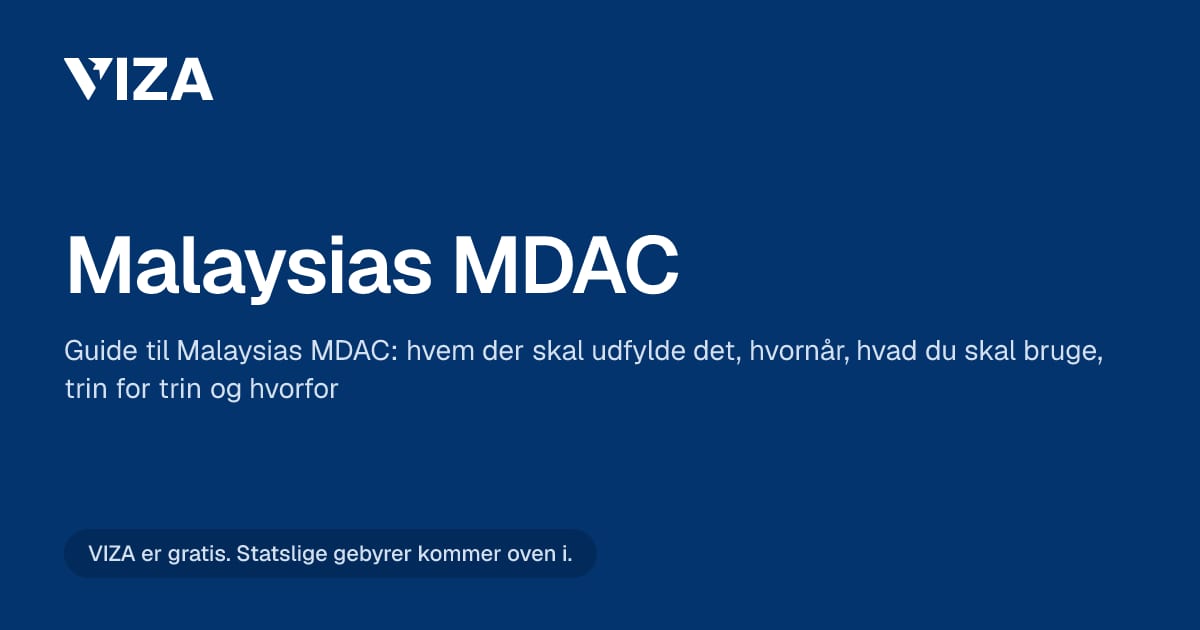 VIZA
Malaysias MDAC
Guide til Malaysias MDAC: hvem der skal udfylde det, hvornår, hvad du skal bruge,
trin for trin og hvorfor
VIZA er gratis. Statslige gebyrer kommer oven i.